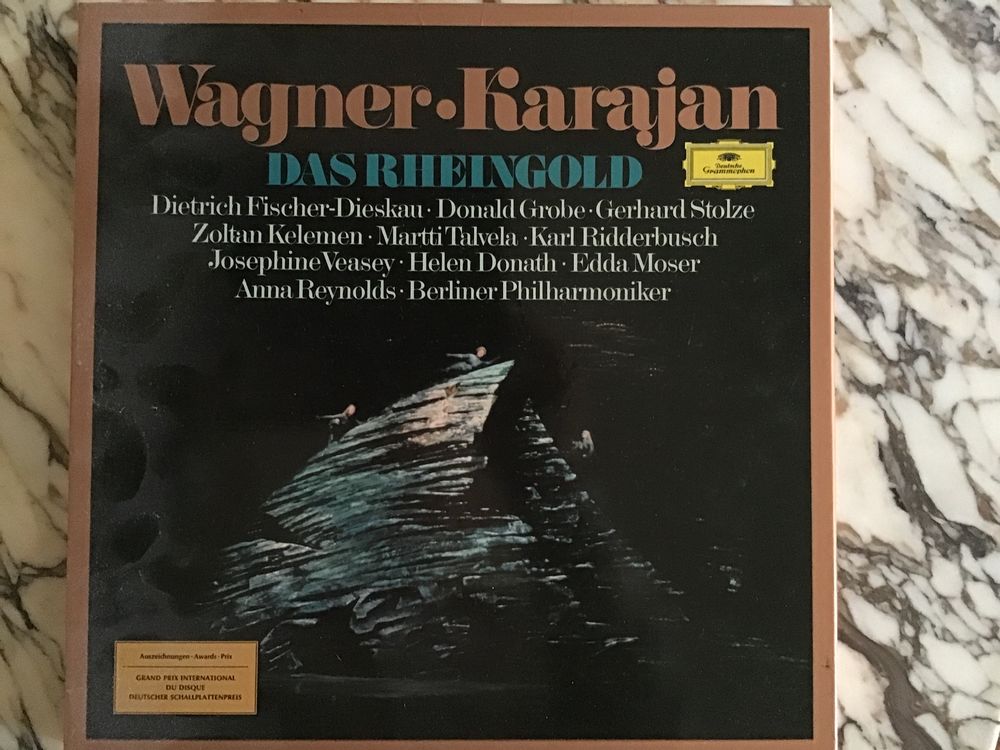 Wagner·Karajan
DAS RHEINGOLD
Deutsche
Grammophon
Dietrich Fischer-Dieskau · Donald Grobe · Gerhard Stolze
Zoltan Kelemen · Martti Talvela · Karl Ridderbusch
Josephine Veasey · Helen Donath · Edda Moser
Anna Reynolds · Berliner Philharmoniker
Auszeichnungen · Awards · Prix
GRAND PRIX INTERNATIONAL
DU DISQUE
DEUTSCHER SCHALLPLATTENPREIS